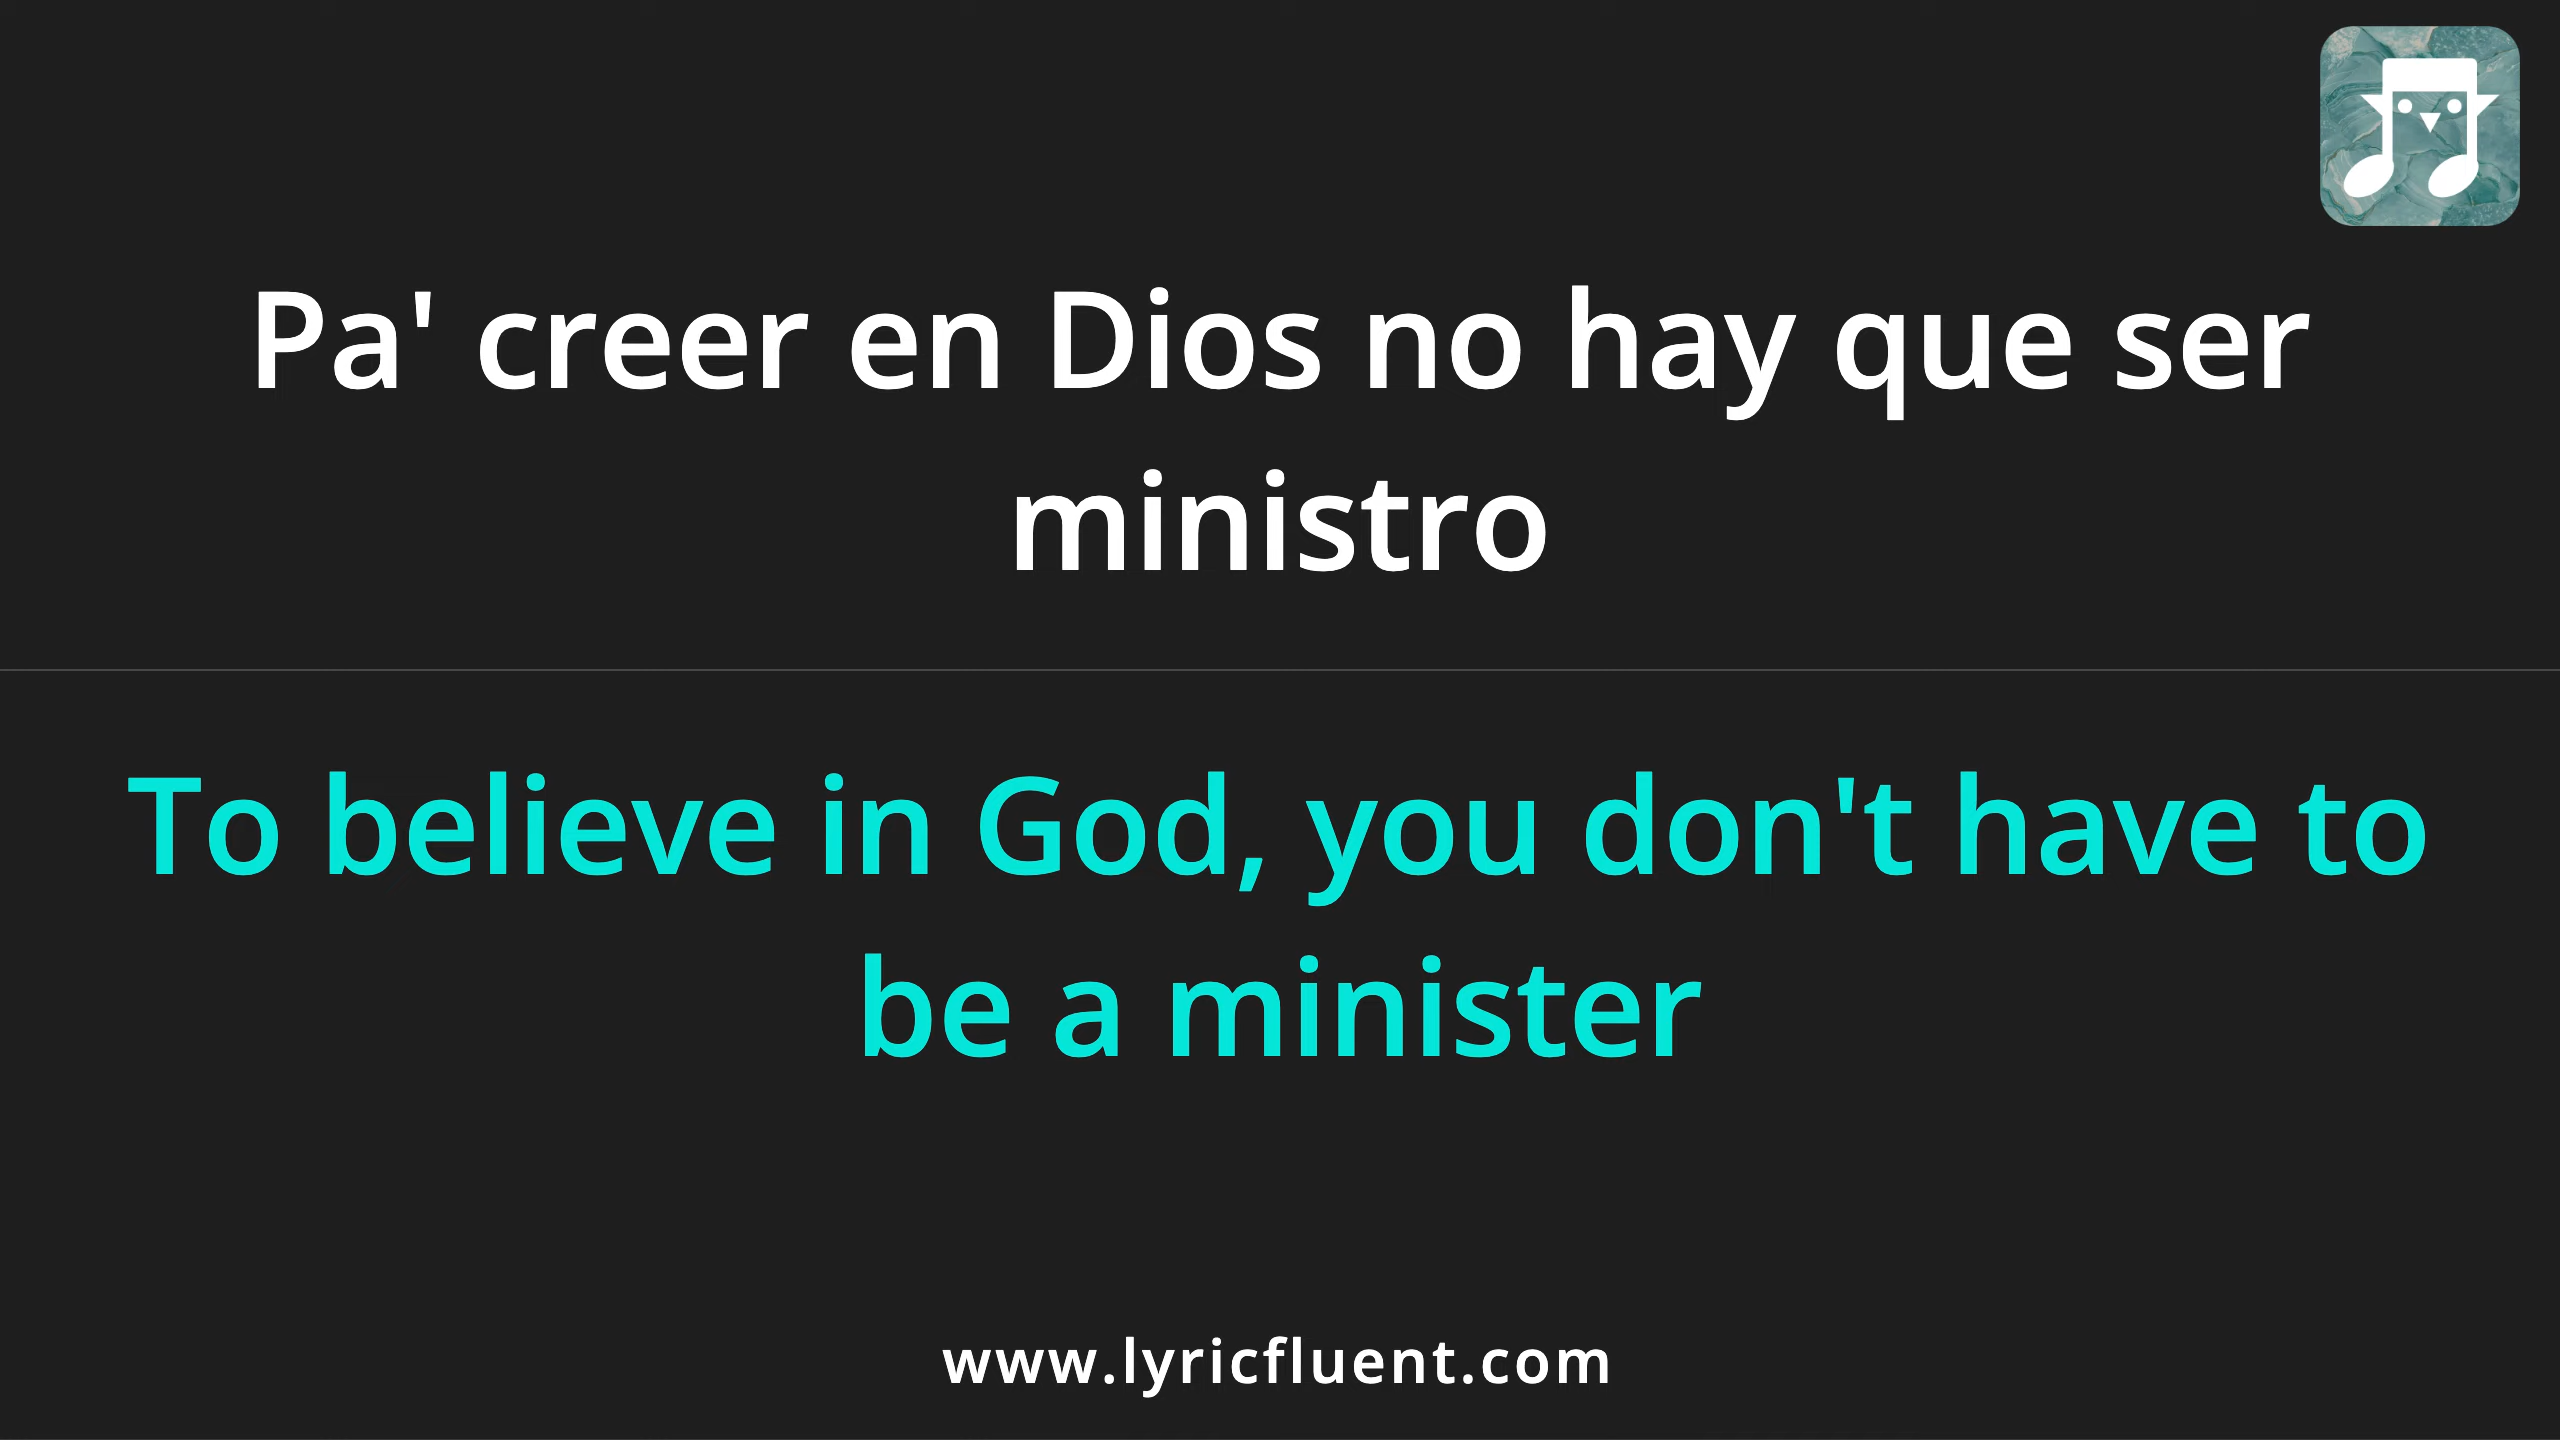 Pa' creer en Dios no hay que ser
ministro
To believe in God, you don't have to
be a minister
www.lyricfluent.com